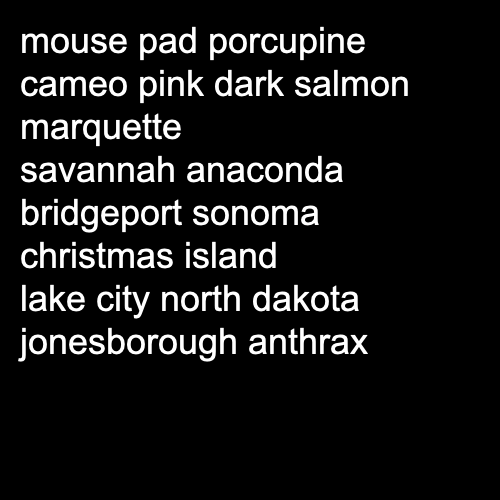 mouse pad porcupine
cameo pink dark salmon
marquette
savannah anaconda
bridgeport sonoma
christmas island
lake city north dakota
jonesborough anthrax